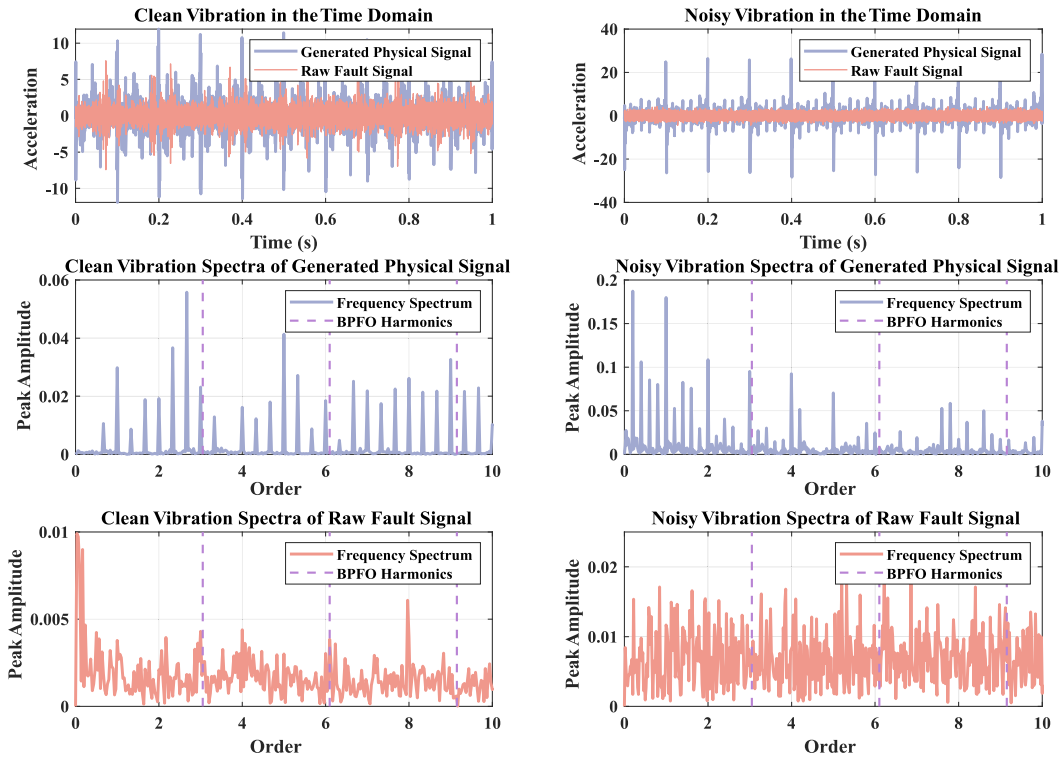 Clean Vibration in the Time Domain
12
10
5
0
-5
-10
Acceleration
Generated Physical Signal
Raw Fault Signal
0 0.2 0.4 0.6 0.8 1
Time (s)
Noisy Vibration in the Time Domain
40
20
0
-20
-40
Acceleration
Generated Physical Signal
Raw Fault Signal
0 0.2 0.4 0.6 0.8 1
Time (s)
Clean Vibration Spectra of Generated Physical Signal
0.06
0.04
0.02
0
Peak Amplitude
Frequency Spectrum
BPFO Harmonics
0 2 4 6 8 10
Order
Noisy Vibration Spectra of Generated Physical Signal
0.2
0.15
0.1
0.05
0
Peak Amplitude
Frequency Spectrum
BPFO Harmonics
0 2 4 6 8 10
Order
Clean Vibration Spectra of Raw Fault Signal
0.01
0.005
0
Peak Amplitude
Frequency Spectrum
BPFO Harmonics
0 2 4 6 8 10
Order
Noisy Vibration Spectra of Raw Fault Signal
0.02
0.01
0
Peak Amplitude
Frequency Spectrum
BPFO Harmonics
0 2 4 6 8 10
Order